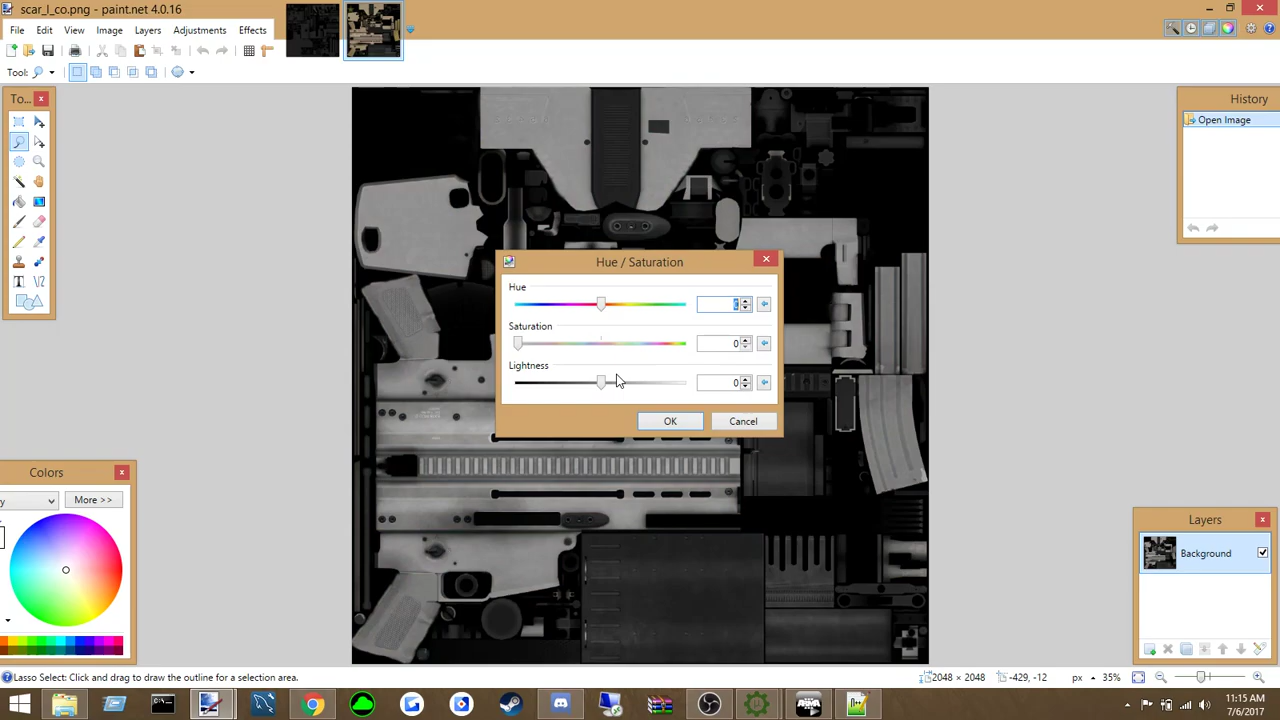 scar_l_co.png - paint.net 4.0.16
File Edit View Image Layers Adjustments Effects
Tool:
To...
History
Open Image
Hue / Saturation
Hue
Saturation
0
Lightness
0
OK Cancel
Colors
More >>
Layers
Background
Lasso Select: Click and drag to draw the outline for a selection area.
2048 × 2048 -429, -12 px 35%
11:15 AM
7/6/2017